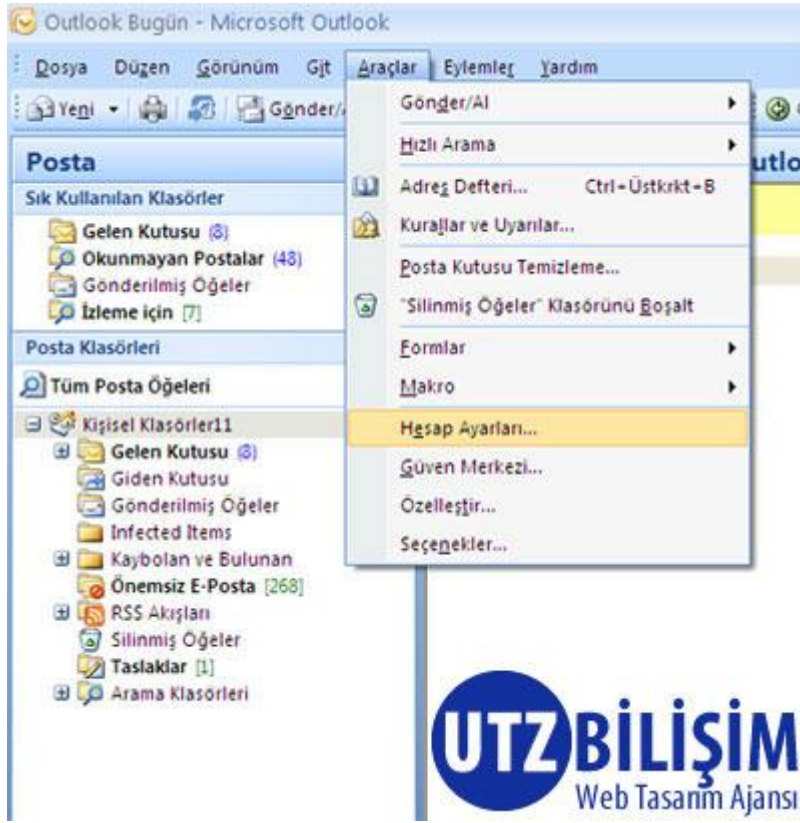 Outlook Bugün - Microsoft Outlook
Dosya Düzen Görünüm Git Araçlar Eylemler Yardım
Yeni Gönder/
Posta
Sık Kullanılan Klasörler
Gelen Kutusu (8)
Okunmayan Postalar (48)
Gönderilmiş Öğeler
İzleme için [7]
Posta Klasörleri
Tüm Posta Öğeleri
Kişisel Klasörler11
Gelen Kutusu (8)
Giden Kutusu
Gönderilmiş Öğeler
Infected Items
Kaybolan ve Bulunan
Önemsiz E-Posta [268]
RSS Akışları
Silinmiş Öğeler
Taslaklar [1]
Arama Klasörleri
Gönder/Al
Hızlı Arama
Adres Defteri... Ctrl+Üstkrkt+B
Kurallar ve Uyarılar...
Posta Kutusu Temizleme...
"Silinmiş Öğeler" Klasörünü Boşalt
Formlar
Makro
Hesap Ayarları...
Güven Merkezi...
Özelleştir...
Seçenekler...
utlo
UTZ BİLİŞİM
Web Tasarım Ajansı